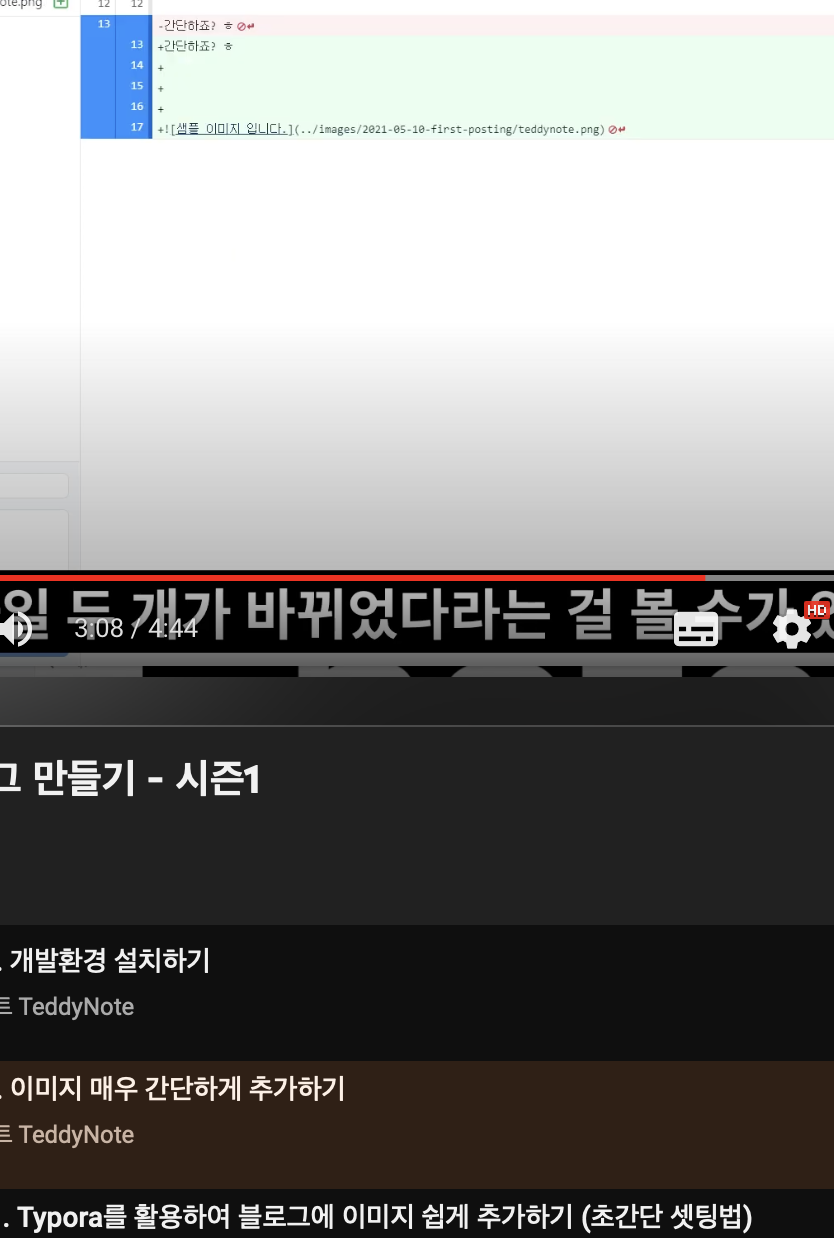 ote.png
12 12
13 -간단하죠? ㅎ
13 +간단하죠? ㅎ
14 +
15 +
16 +
17 +![샘플 이미지 입니다.](../images/2021-05-10-first-posting/teddynote.png)
일 두 개가 바뀌었다라는 걸 볼 수가
3:08 / 4:44
HD
그 만들기 - 시즌1
. 개발환경 설치하기
트 TeddyNote
. 이미지 매우 간단하게 추가하기
트 TeddyNote
. Typora를 활용하여 블로그에 이미지 쉽게 추가하기 (초간단 셋팅법)